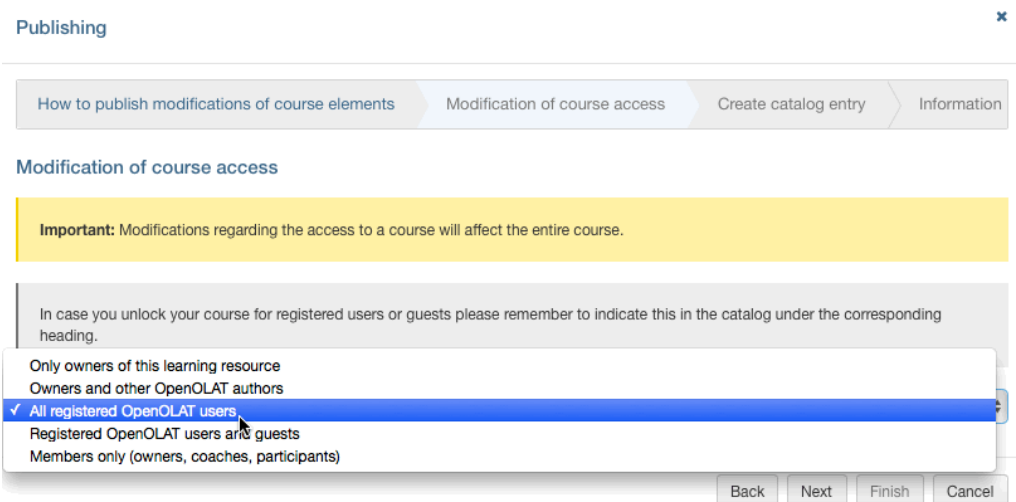 Publishing
How to publish modifications of course elements
Modification of course access
Create catalog entry
Information
Modification of course access
Important: Modifications regarding the access to a course will affect the entire course.
In case you unlock your course for registered users or guests please remember to indicate this in the catalog under the corresponding
heading.
Only owners of this learning resource
Owners and other OpenOLAT authors
✓ All registered OpenOLAT users
Registered OpenOLAT users and guests
Members only (owners, coaches, participants)
Back
Next
Finish
Cancel